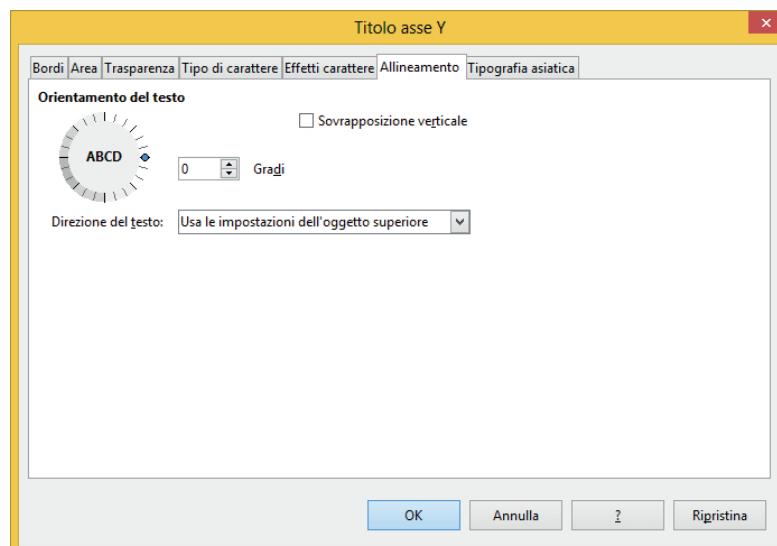 Titolo asse Y
Bordi Area Trasparenza Tipo di carattere Effetti carattere Allineamento Tipografia asiatica
Orientamento del testo
Sovrapposizione verticale
ABCD
0 Gradi
Direzione del testo: Usa le impostazioni dell'oggetto superiore
OK Annulla ? Ripristina